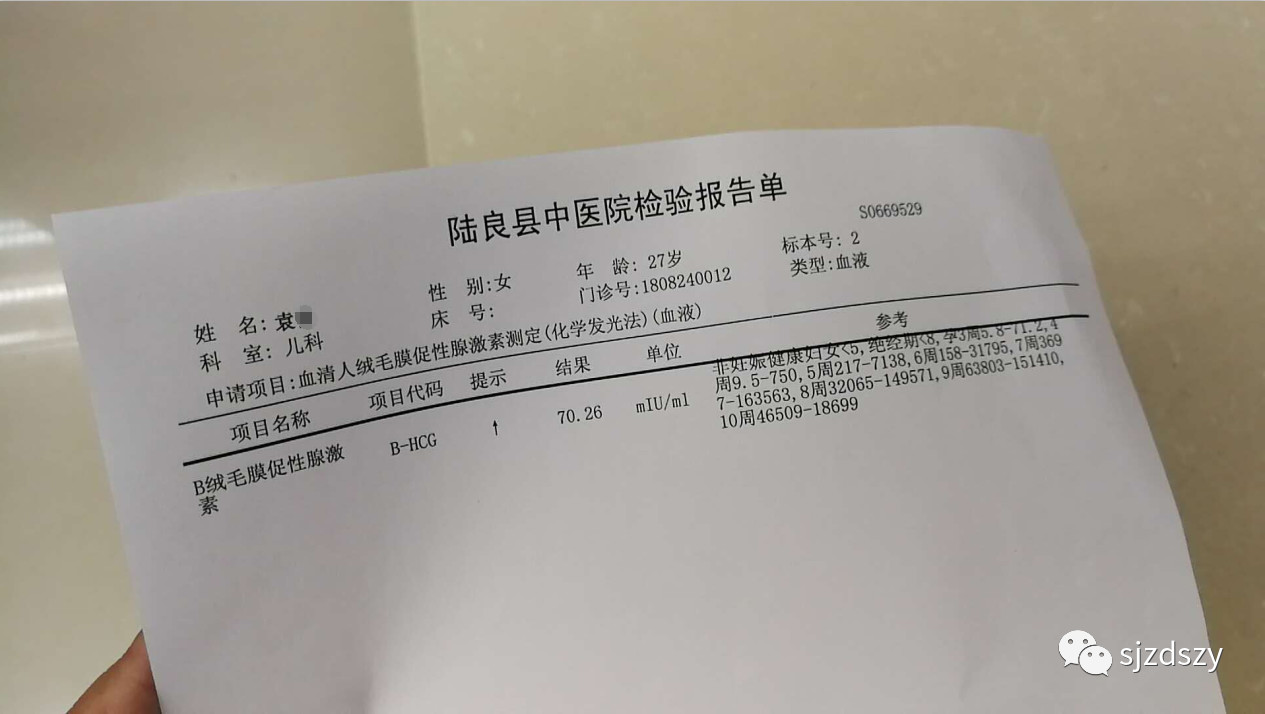 陆良县中医院检验报告单
S0669529
姓 名: 袁 性 别:女 年 龄: 27岁 标本号: 2
科 室: 儿科 床 号: 门诊号:1808240012 类型:血液
申请项目:血清人绒毛膜促性腺激素测定(化学发光法)(血液)
项目名称 项目代码 提示 结果 单位 参考
B绒毛膜促性腺激素 B-HCG ↑ 70.26 mIU/ml
非妊娠健康妇女<5,绝经期<8,孕3周5.8-71.2,4
周9.5-750,5周217-7138,6周158-31795,7周369
7-163563,8周32065-149571,9周63803-151410,
10周46509-18699
sjzdszy